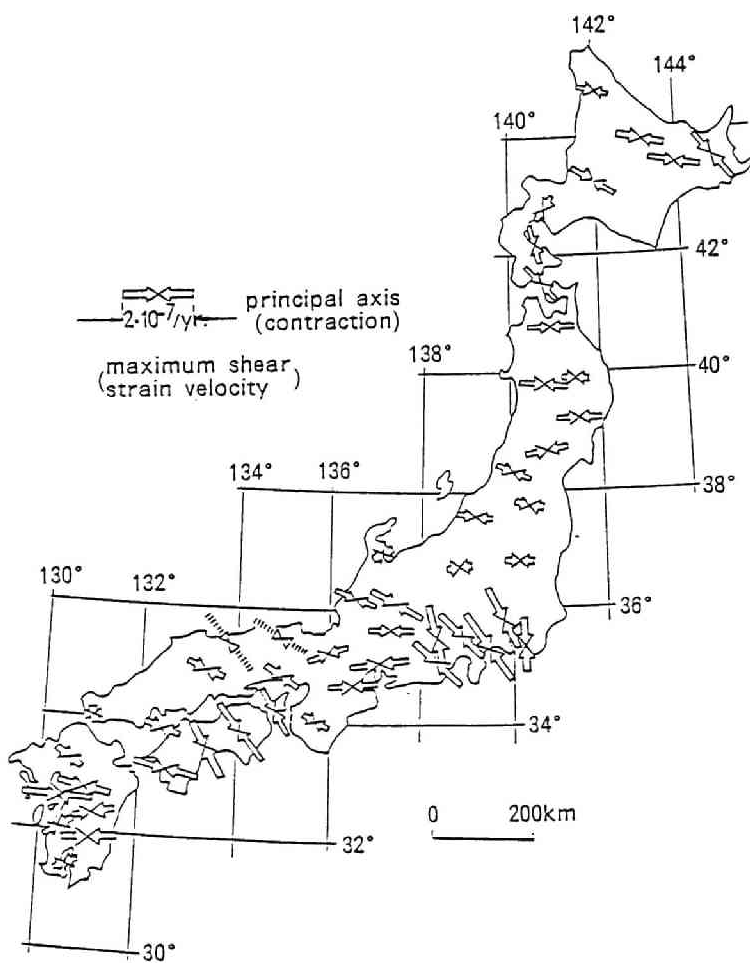 142°
144°
140°
42°
principal axis
(contraction)
2·10⁻⁷/yr.
(maximum shear
strain velocity)
138°
40°
134°
136°
38°
130°
132°
36°
34°
0 200km
32°
30°